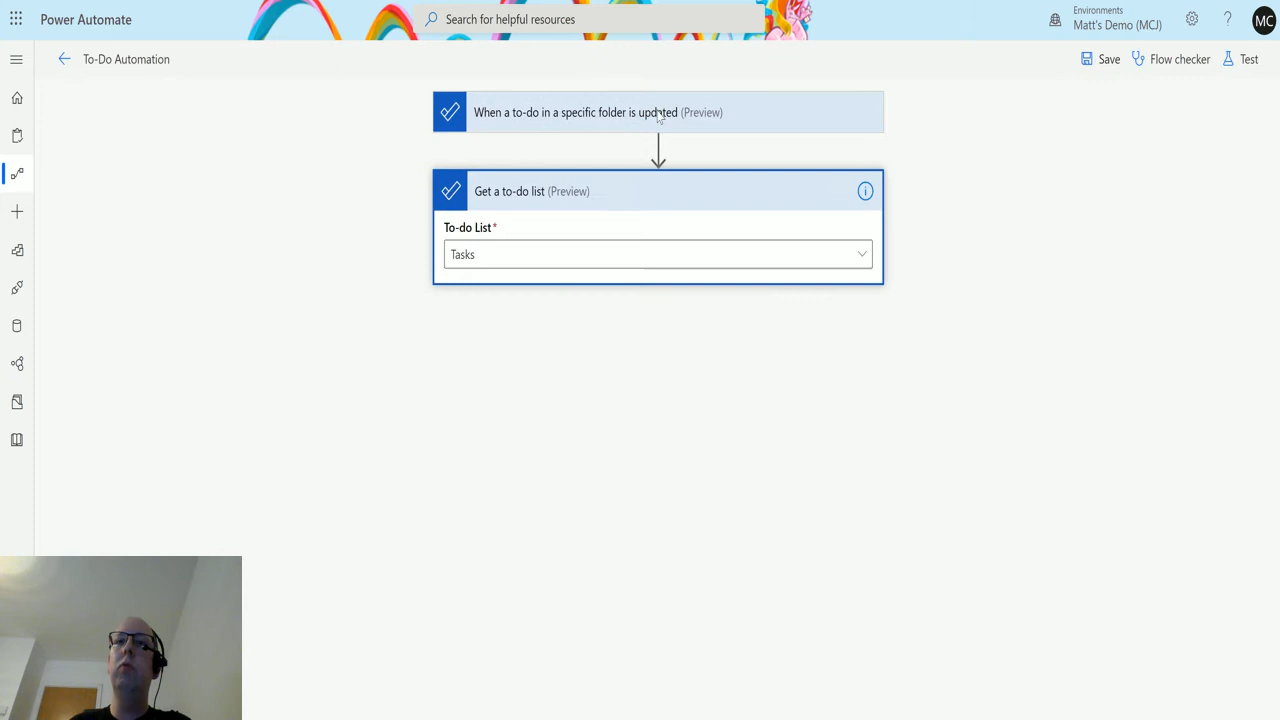 Power Automate
Search for helpful resources
Environments
Matt's Demo (MCJ)
?
MC
To-Do Automation
Save
Flow checker
Test
When a to-do in a specific folder is updated (Preview)
Get a to-do list (Preview)
To-do List*
Tasks